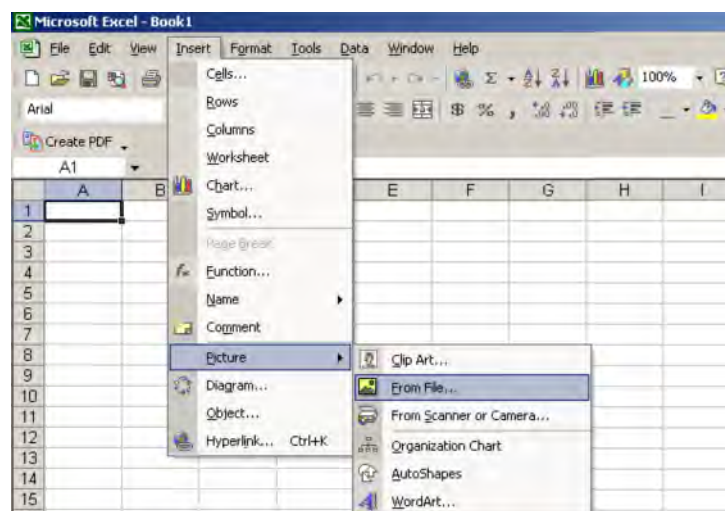 Microsoft Excel - Book1
File Edit View Insert Format Tools Data Window Help
100%
Arial
$ % ,
Create PDF
A1
A B E F G H I
1
2
3
4
5
6
7
8
9
10
11
12
13
14
15
Cells...
Rows
Columns
Worksheet
Chart...
Symbol...
Page Break
Function...
Name
Comment
Picture
Diagram...
Object...
Hyperlink... Ctrl+K
Clip Art...
From File...
From Scanner or Camera...
Organization Chart
AutoShapes
WordArt...